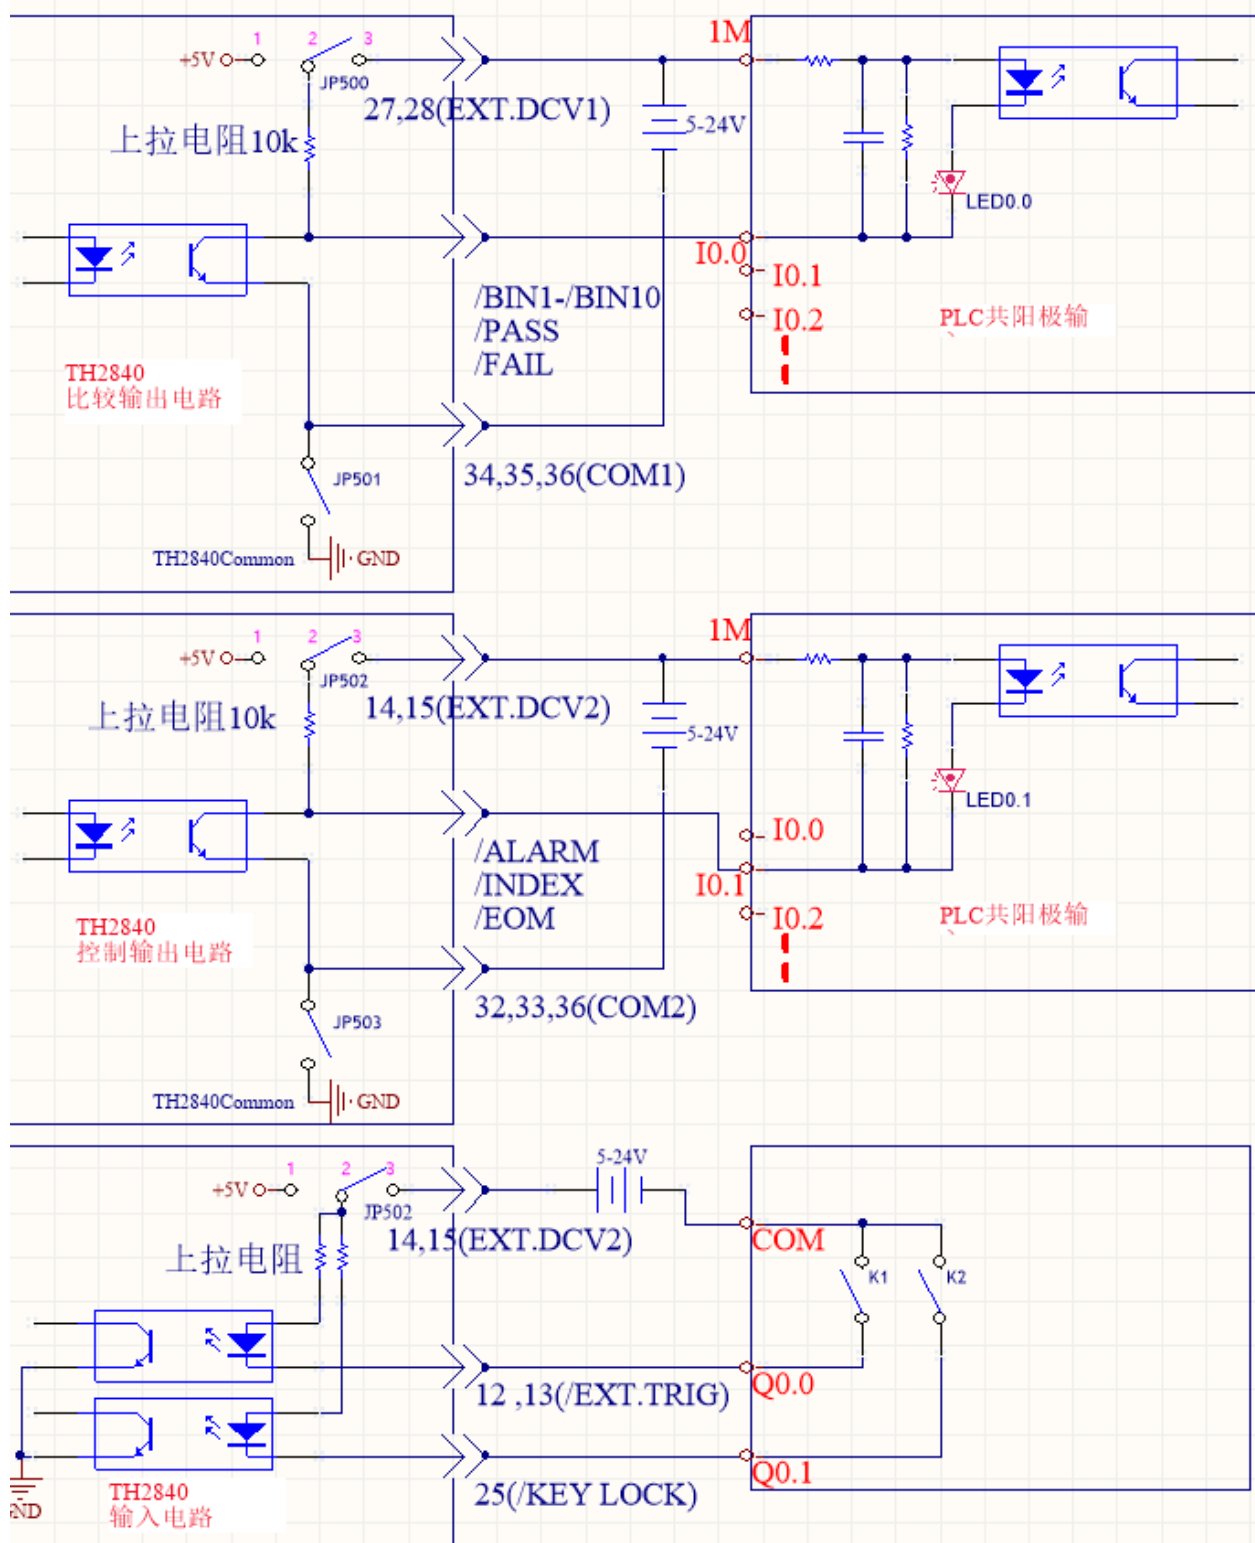 1M
1 2 3
+5V
JP500
27,28(EXT.DCV1)
5-24V
上拉电阻10k
LED0.0
I0.0
I0.1
/BIN1-/BIN10
I0.2
PLC共阳极输
/PASS
/FAIL
TH2840
比较输出电路
34,35,36(COM1)
JP501
TH2840Common
GND
1M
1 2 3
+5V
JP502
14,15(EXT.DCV2)
上拉电阻10k
5-24V
LED0.1
I0.0
/ALARM
I0.1
/INDEX
I0.2
PLC共阳极输
/EOM
TH2840
控制输出电路
32,33,36(COM2)
JP503
TH2840Common
GND
5-24V
1 2 3
+5V
JP502
14,15(EXT.DCV2)
COM
上拉电阻
K1
K2
12 ,13(/EXT.TRIG)
Q0.0
Q0.1
TH2840
25(/KEY LOCK)
输入电路